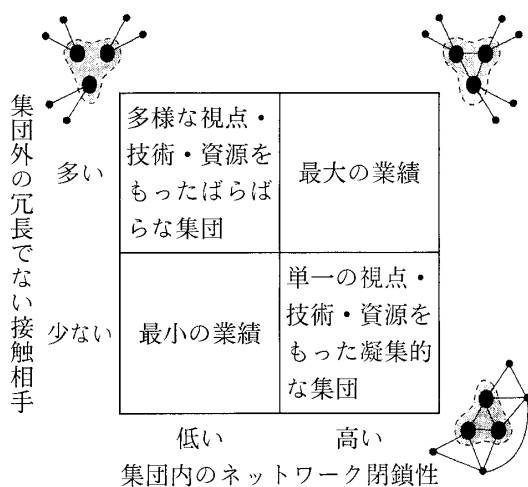 集団外の冗長でない接触相手
多い
多様な視点・
技術・資源を
もったばらば
らな集団
最大の業績
少ない
最小の業績
単一の視点・
技術・資源を
もった凝集的
な集団
低い
高い
集団内のネットワーク閉鎖性